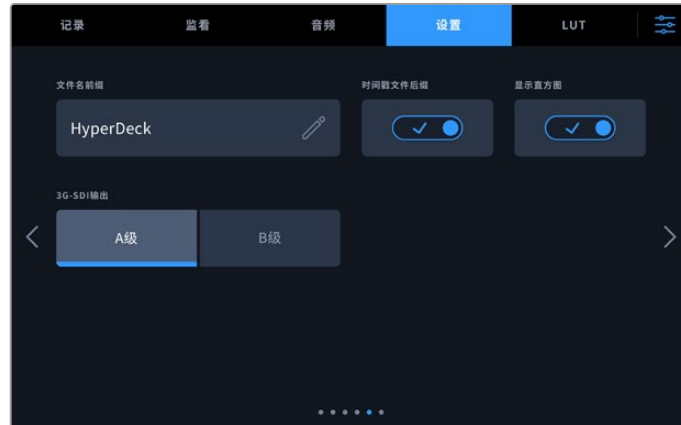 记录 监看 音频 设置 LUT
文件名前缀 时间戳文件后缀 显示直方图
HyperDeck
3G-SDI输出
A级 B级